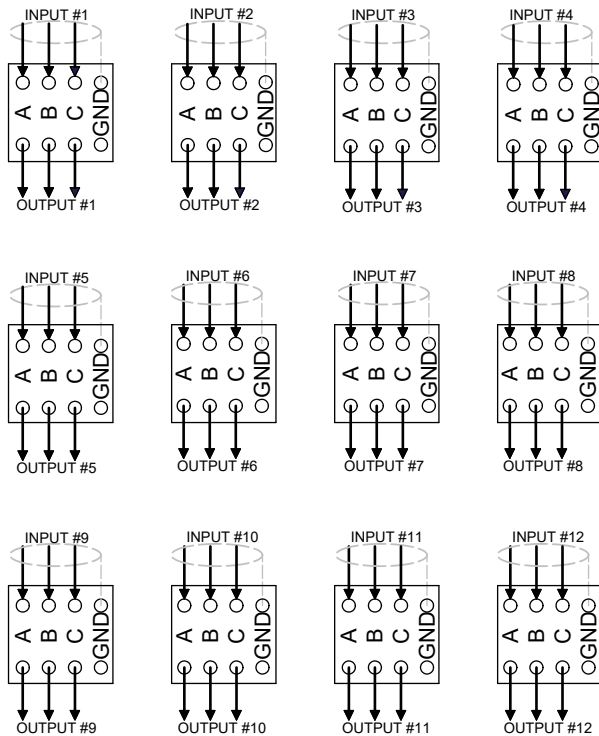 INPUT #1 INPUT #2 INPUT #3 INPUT #4
A B C GND A B C GND A B C GND A B C GND
OUTPUT #1 OUTPUT #2 OUTPUT #3 OUTPUT #4
INPUT #5 INPUT #6 INPUT #7 INPUT #8
A B C GND A B C GND A B C GND A B C GND
OUTPUT #5 OUTPUT #6 OUTPUT #7 OUTPUT #8
INPUT #9 INPUT #10 INPUT #11 INPUT #12
A B C GND A B C GND A B C GND A B C GND
OUTPUT #9 OUTPUT #10 OUTPUT #11 OUTPUT #12